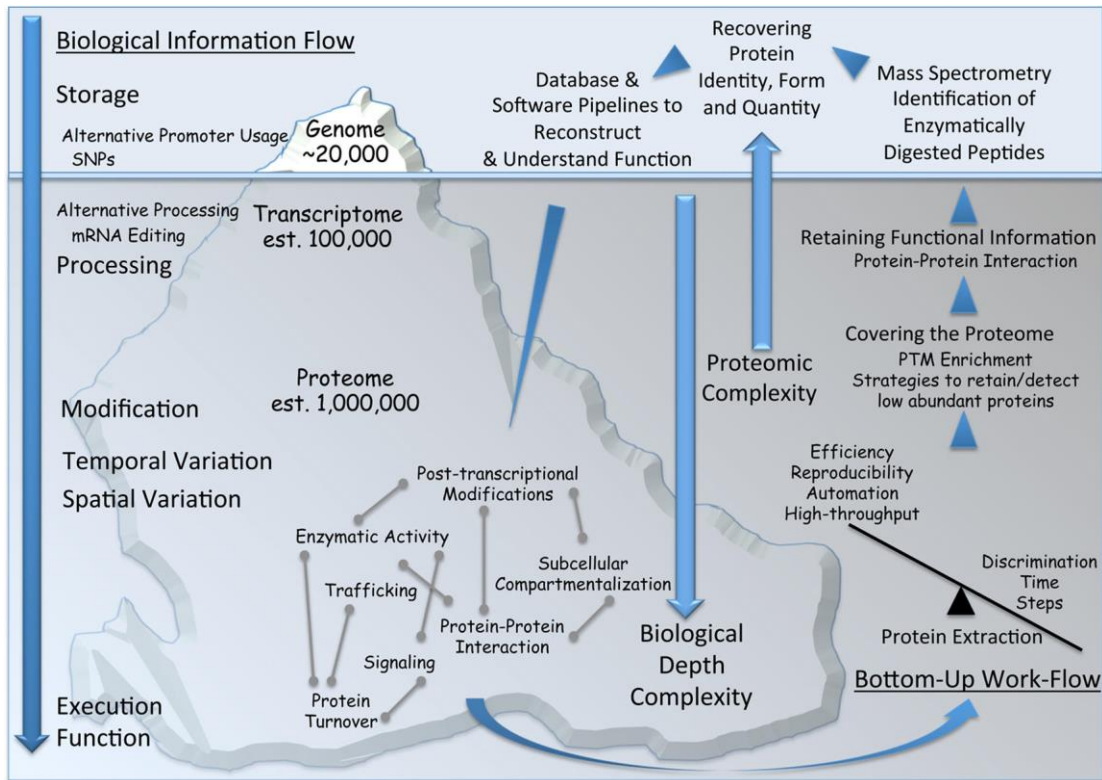 Biological Information Flow
Storage
Alternative Promoter Usage
SNPs
Genome
~20,000
Alternative Processing
mRNA Editing
Processing
Transcriptome
est. 100,000
Proteome
est. 1,000,000
Modification
Temporal Variation
Spatial Variation
Post-transcriptional
Modifications
Enzymatic Activity
Trafficking
Subcellular
Compartmentalization
Protein-Protein
Interaction
Signaling
Protein
Turnover
Execution
Function
Database &
Software Pipelines to
Reconstruct
& Understand Function
Recovering
Protein
Identity, Form
and Quantity
Mass Spectrometry
Identification of
Enzymatically
Digested Peptides
Retaining Functional Information
Protein-Protein Interaction
Covering the Proteome
PTM Enrichment
Strategies to retain/detect
low abundant proteins
Proteomic
Complexity
Efficiency
Reproducibility
Automation
High-throughput
Discrimination
Time
Steps
Protein Extraction
Bottom-Up Work-Flow
Biological
Depth
Complexity